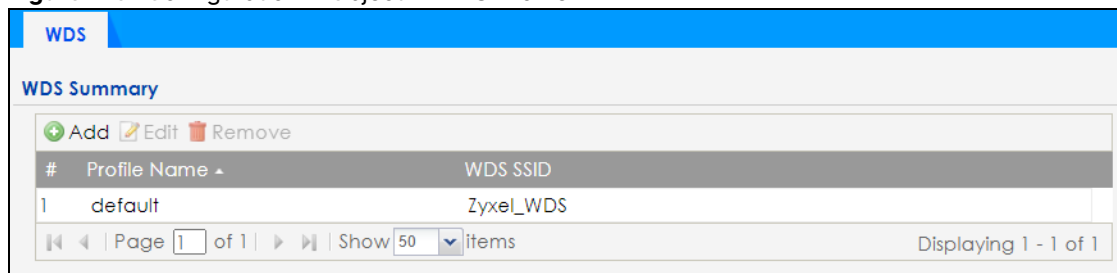 WDS
WDS Summary
Add Edit Remove
# Profile Name WDS SSID
1 default Zyxel_WDS
Page 1 of 1 Show 50 items Displaying 1 - 1 of 1